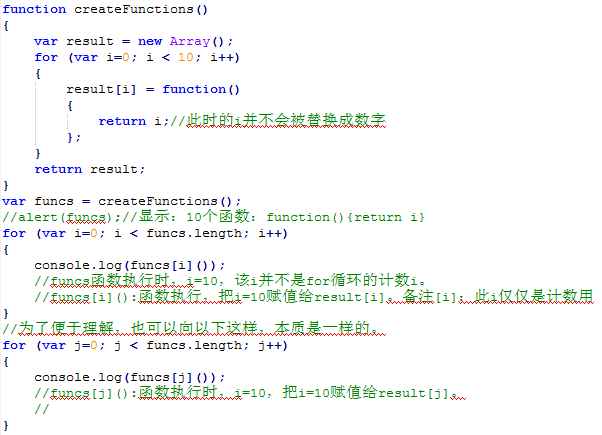 function createFunctions()
{
    var result = new Array();
    for (var i=0; i < 10; i++)
    {
        result[i] = function()
        {
            return i;//此时的i并不会被替换成数字
        };
    }
    return result;
}
var funcs = createFunctions();
//alert(funcs);//显示：10个函数：function(){return i}
for (var i=0; i < funcs.length; i++)
{
    console.log(funcs[i]());
    //funcs函数执行时，i=10，该i并不是for循环的计数i。
    //funcs[i]():函数执行，把i=10赋值给result[i]。备注[i]：此i仅仅是计数用
}
//为了便于理解，也可以向以下这样，本质是一样的。
for (var j=0; j < funcs.length; j++)
{
    console.log(funcs[j]());
    //funcs[j]():函数执行时，i=10，把i=10赋值给result[j]。
    //
}